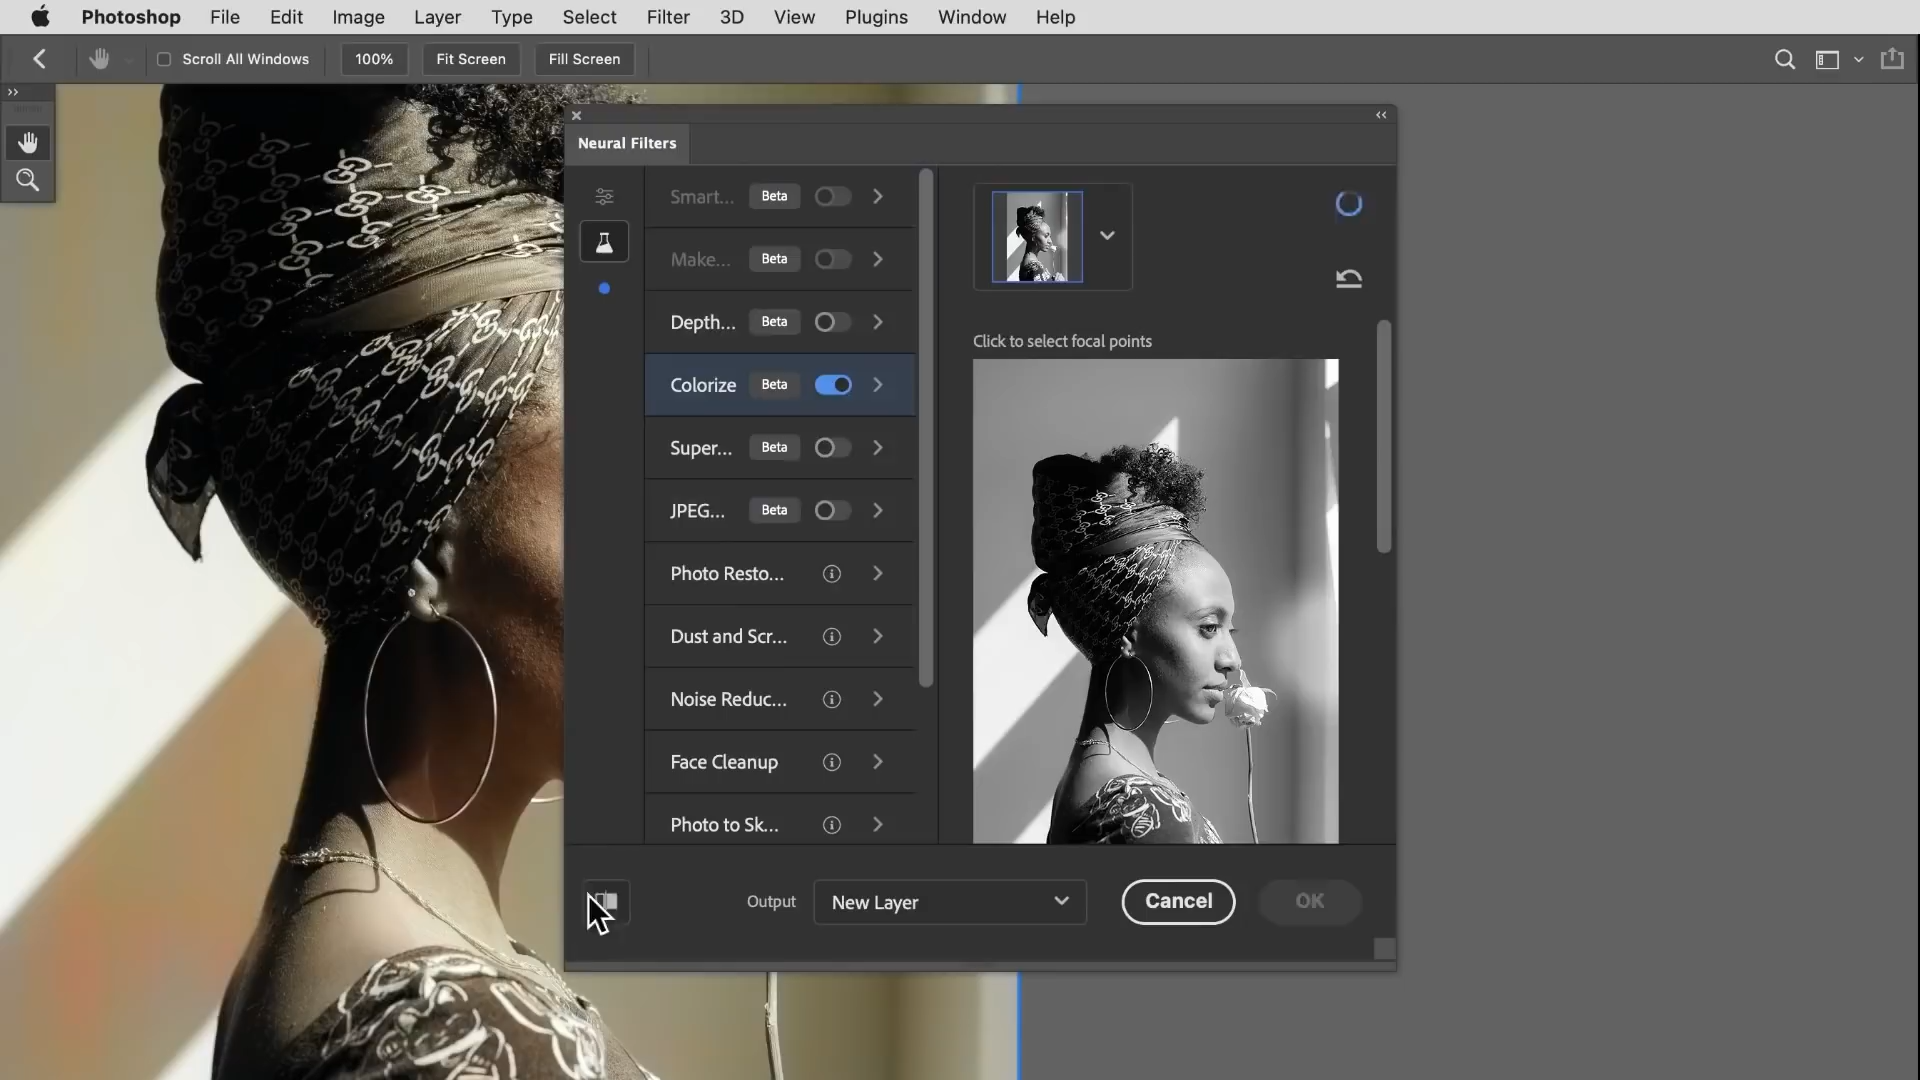 Photoshop File Edit Image Layer Type Select Filter 3D View Plugins Window Help
Scroll All Windows 100% Fit Screen Fill Screen
Neural Filters
Smart... Beta
Make... Beta
Depth... Beta
Colorize Beta
Super... Beta
JPEG... Beta
Photo Resto...
Dust and Scr...
Noise Reduc...
Face Cleanup
Photo to Sk...
Click to select focal points
Output New Layer Cancel OK